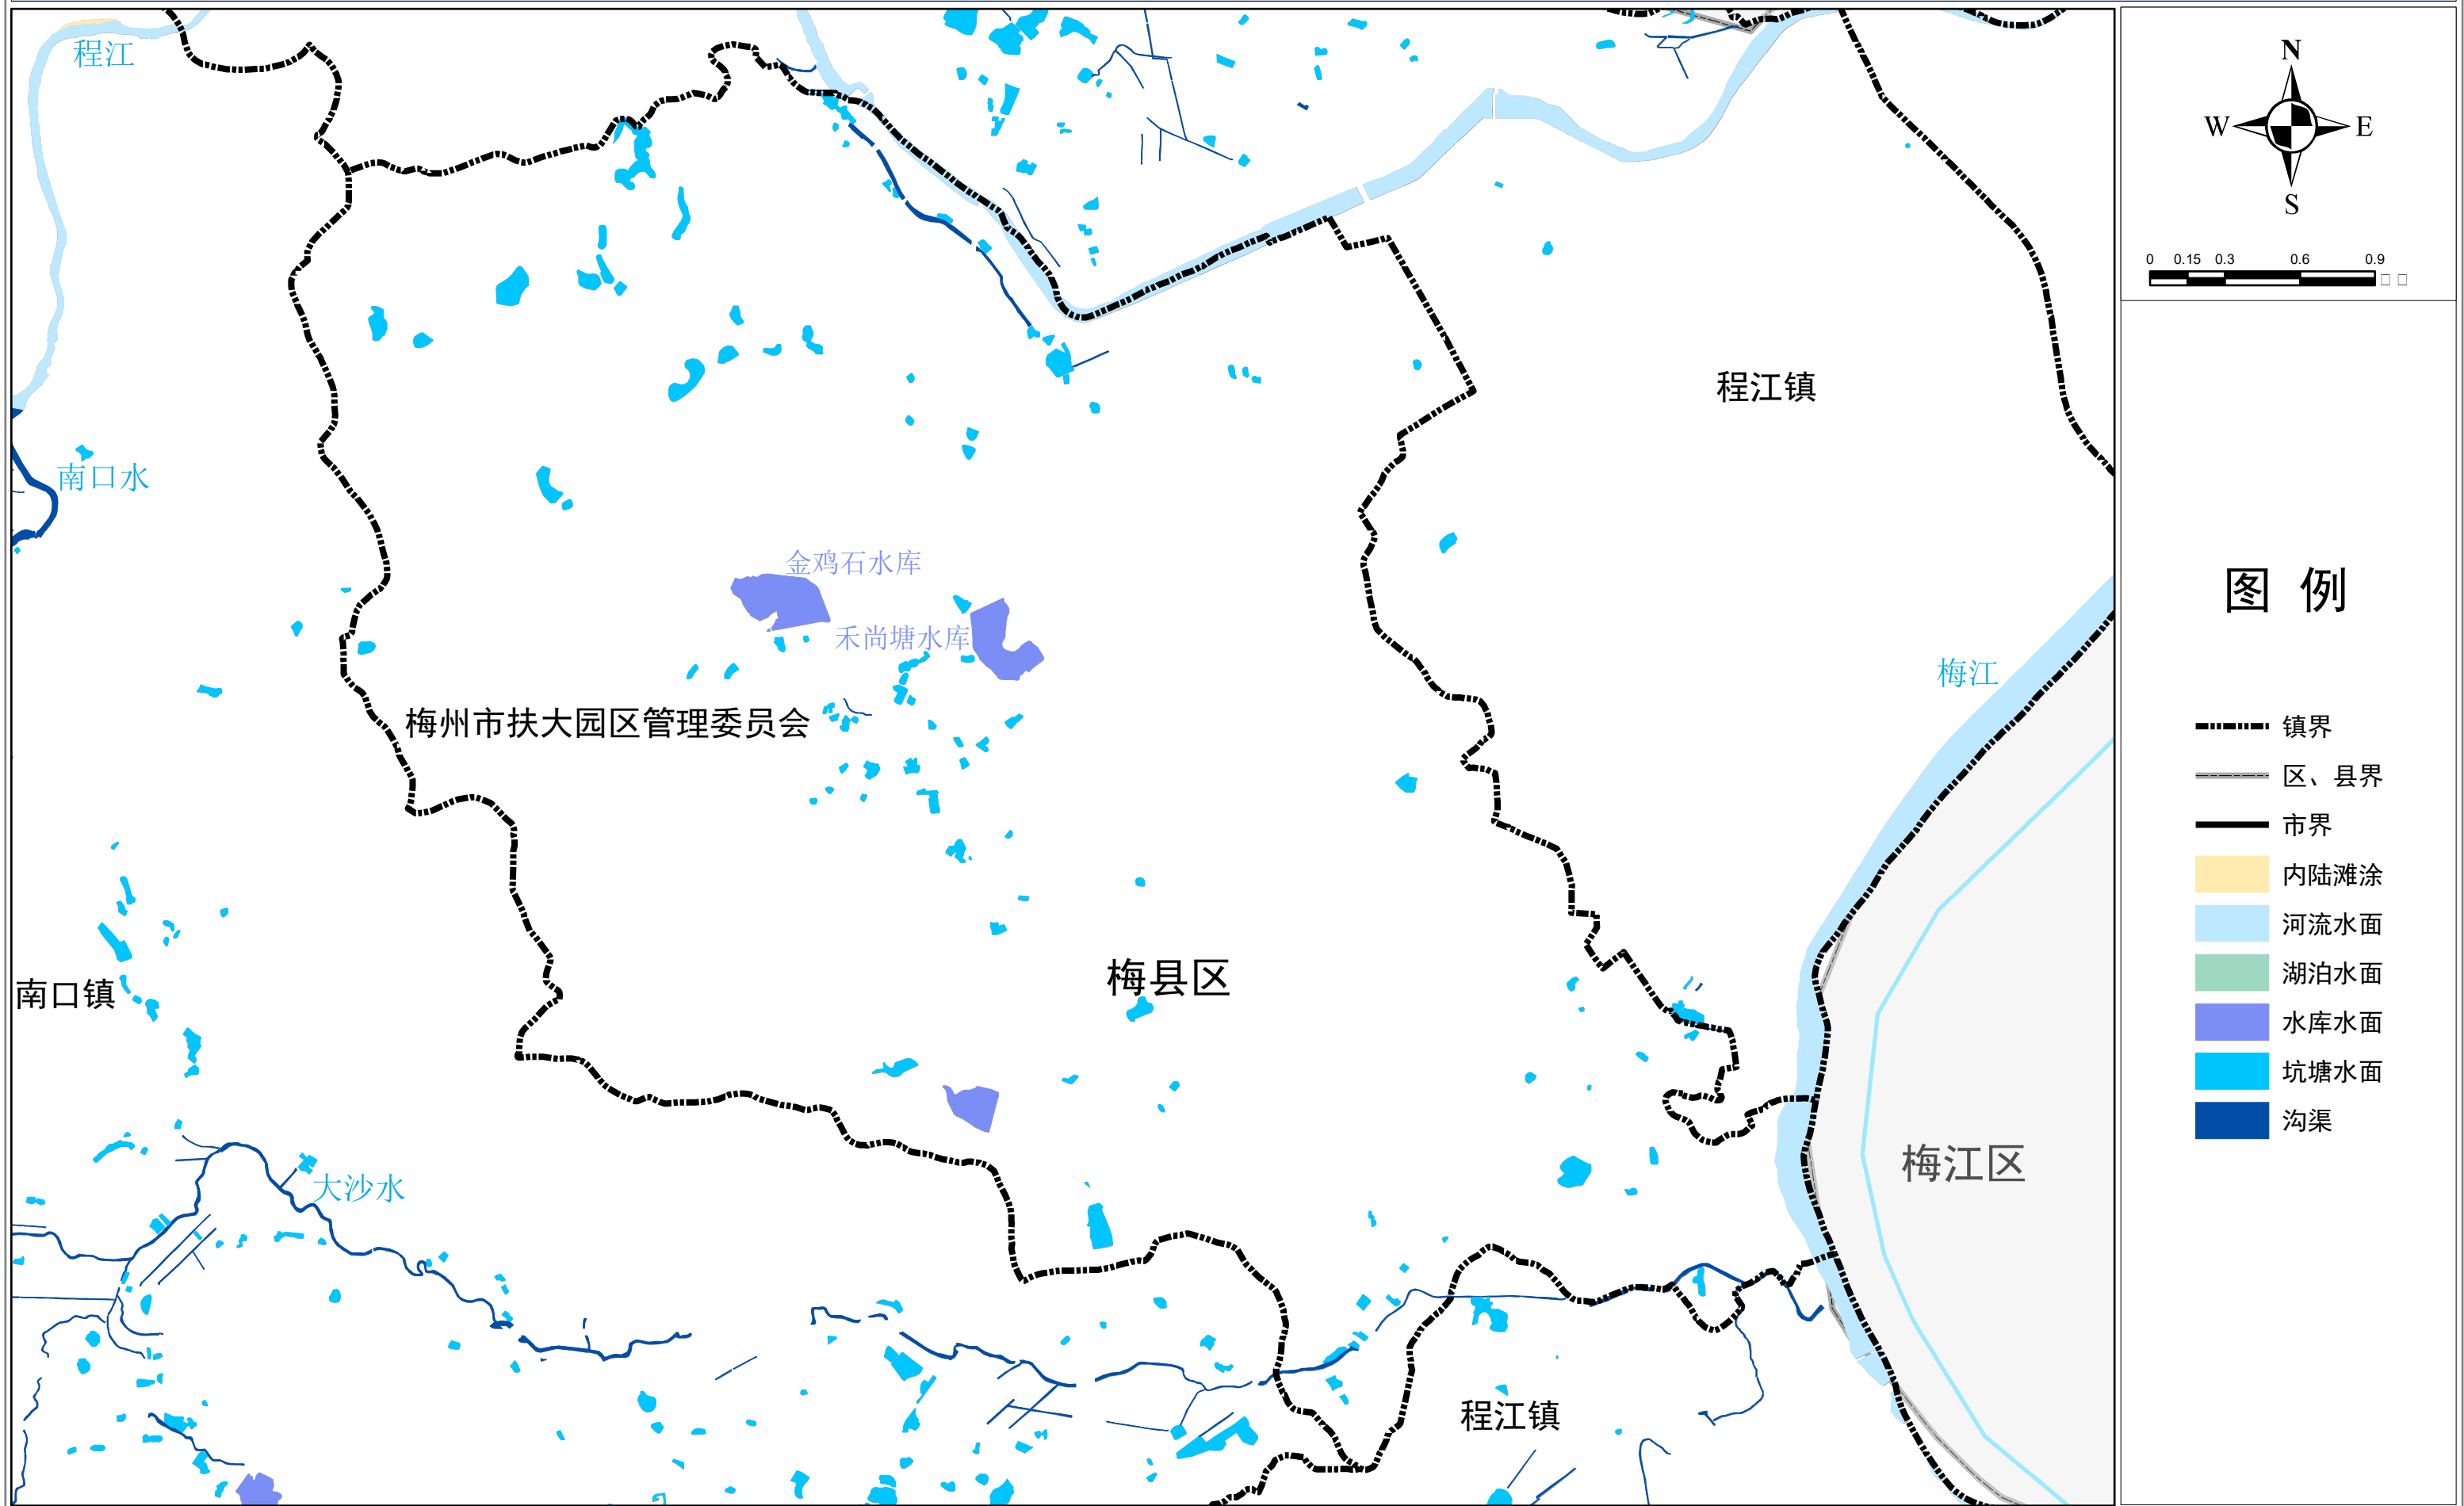 程江
南口水
金鸡石水库
禾尚塘水库
梅州市扶大园区管理委员会
程江镇
梅江
梅县区
南口镇
大沙水
梅江区
程江镇
N
W
E
S
0 0.15 0.3 0.6 0.9
图 例
镇界
区、县界
市界
内陆滩涂
河流水面
湖泊水面
水库水面
坑塘水面
沟渠